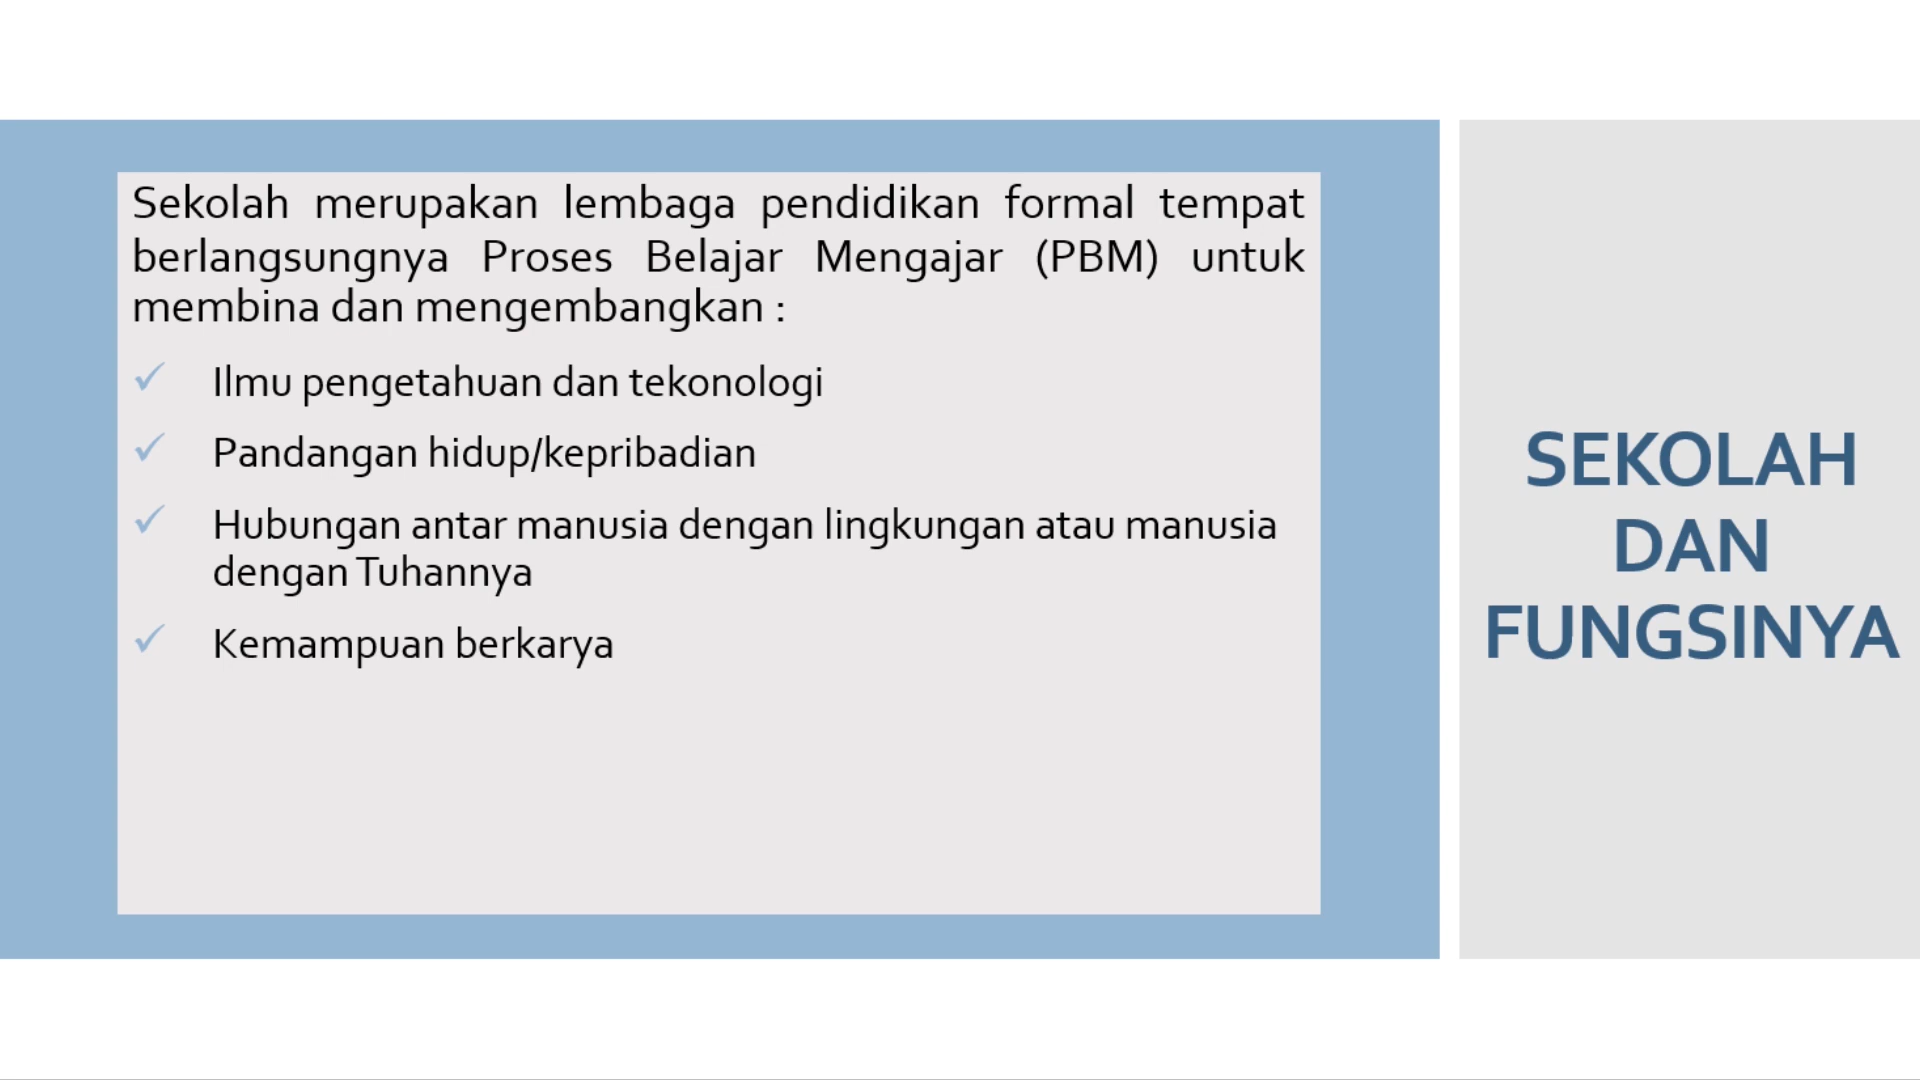 Sekolah merupakan lembaga pendidikan formal tempat
berlangsungnya Proses Belajar Mengajar (PBM) untuk
membina dan mengembangkan :
✓ Ilmu pengetahuan dan tekonologi
✓ Pandangan hidup/kepribadian
✓ Hubungan antar manusia dengan lingkungan atau manusia
dengan Tuhannya
✓ Kemampuan berkarya
SEKOLAH
DAN
FUNGSINYA